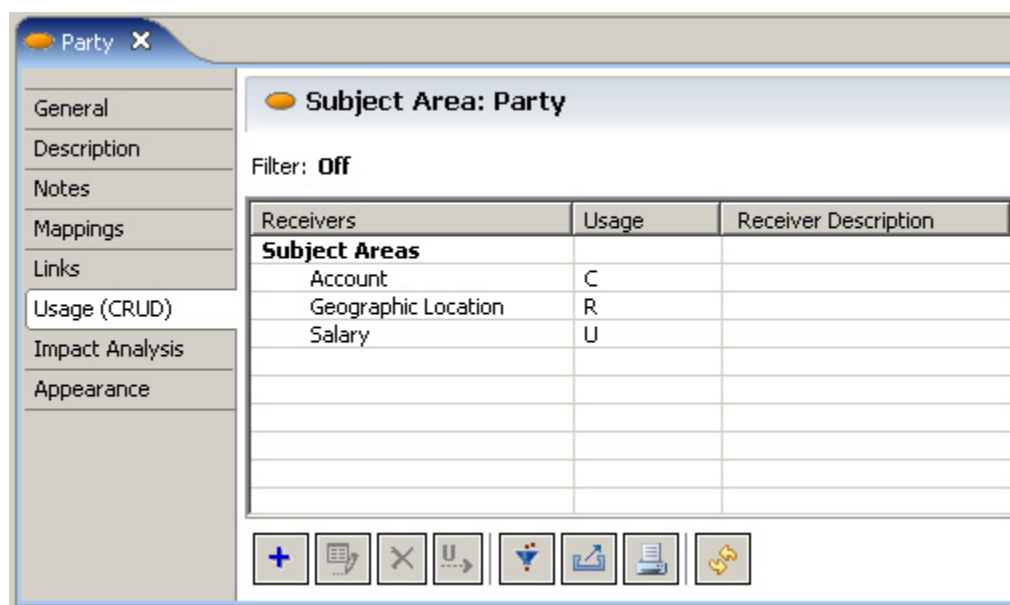 Party
General
Description
Notes
Mappings
Links
Usage (CRUD)
Impact Analysis
Appearance
Subject Area: Party
Filter: Off
Receivers Usage Receiver Description
Subject Areas
Account C
Geographic Location R
Salary U
U